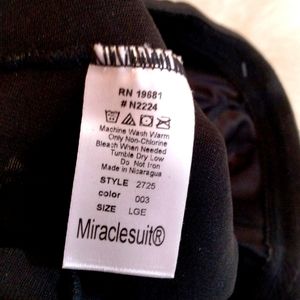 RN 19681
# N2224
Machine Wash Warm
Only Non-Chlorine
Bleach When Needed
Tumble Dry Low
Do Not Iron
Made in Nicaragua
STYLE 2725
color 003
SIZE LGE
Miraclesuit®